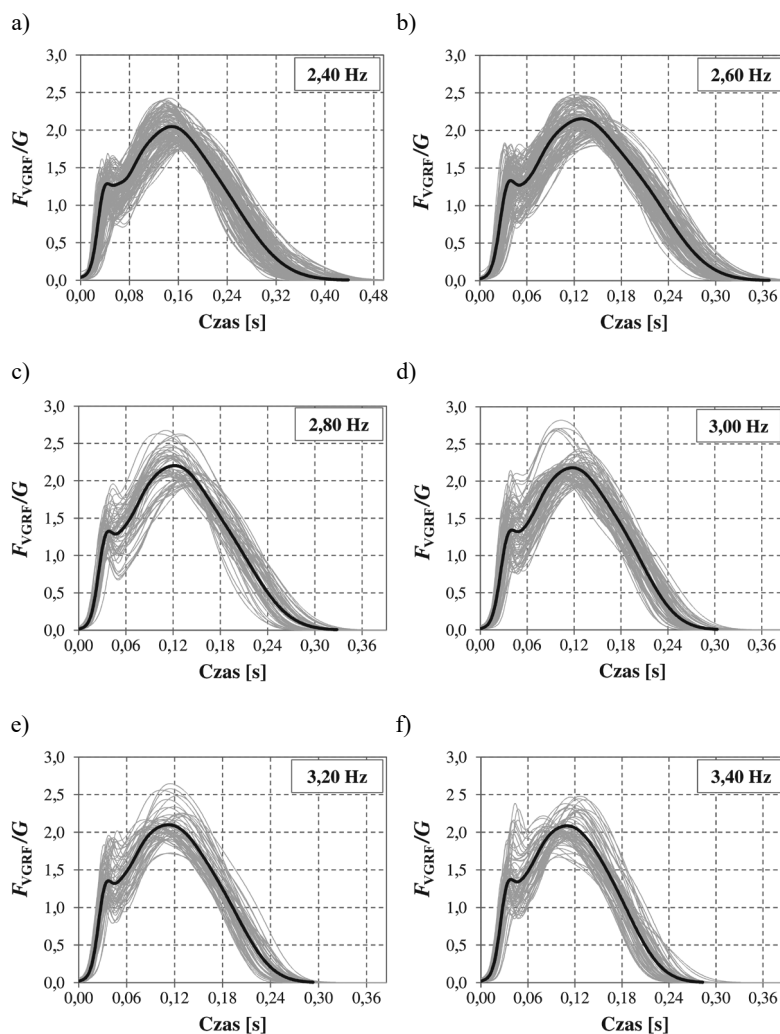 a)
2,40 Hz
3,0
2,5
2,0
1,5
1,0
0,5
0,0
F_VGRF/G
0,00 0,08 0,16 0,24 0,32 0,40 0,48
Czas [s]
b)
2,60 Hz
3,0
2,5
2,0
1,5
1,0
0,5
0,0
F_VGRF/G
0,00 0,06 0,12 0,18 0,24 0,30 0,36
Czas [s]
c)
2,80 Hz
3,0
2,5
2,0
1,5
1,0
0,5
0,0
F_VGRF/G
0,00 0,06 0,12 0,18 0,24 0,30 0,36
Czas [s]
d)
3,00 Hz
3,0
2,5
2,0
1,5
1,0
0,5
0,0
F_VGRF/G
0,00 0,06 0,12 0,18 0,24 0,30 0,36
Czas [s]
e)
3,20 Hz
3,0
2,5
2,0
1,5
1,0
0,5
0,0
F_VGRF/G
0,00 0,06 0,12 0,18 0,24 0,30 0,36
Czas [s]
f)
3,40 Hz
3,0
2 5
2,0
1,5
1,0
0,5
0,0
F_VGRF/G
0,00 0,06 0,12 0,18 0,24 0,30 0,36
Czas [s]